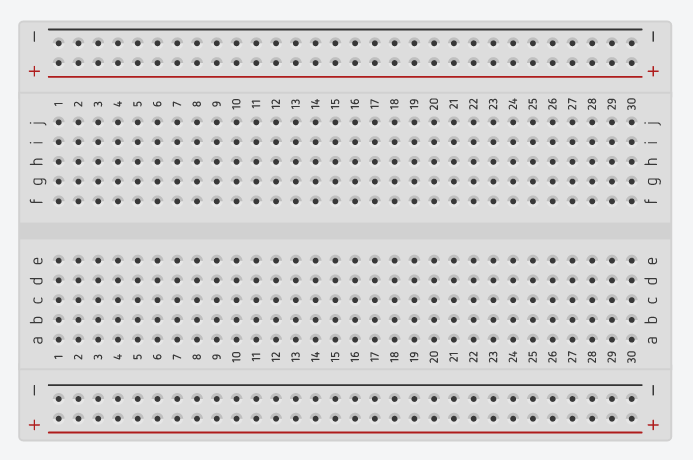 − −
+ +
1 2 3 4 5 6 7 8 9 10 11 12 13 14 15 16 17 18 19 20 21 22 23 24 25 26 27 28 29 30
j j
i i
h h
g g
f f
e e
d d
c c
b b
a a
1 2 3 4 5 6 7 8 9 10 11 12 13 14 15 16 17 18 19 20 21 22 23 24 25 26 27 28 29 30
− −
+ +